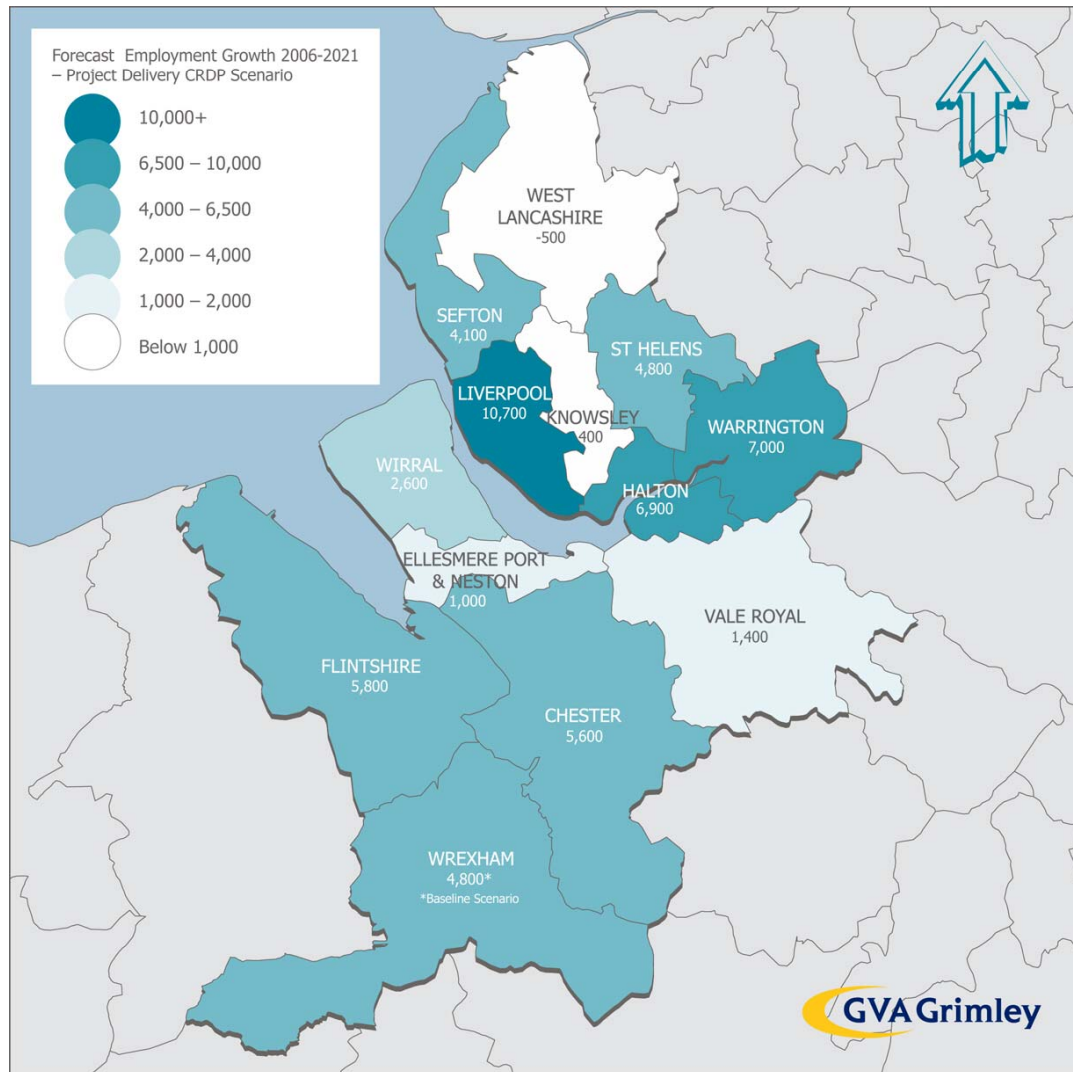 Forecast Employment Growth 2006-2021
– Project Delivery CRDP Scenario
10,000+
6,500 – 10,000
4,000 – 6,500
2,000 – 4,000
1,000 – 2,000
Below 1,000
WEST
LANCASHIRE
-500
SEFTON
4,100
ST HELENS
4,800
LIVERPOOL
10,700
KNOWSLEY
400
WARRINGTON
7,000
WIRRAL
2,600
HALTON
6,900
ELLESMERE PORT
& NESTON
1,000
VALE ROYAL
1,400
FLINTSHIRE
5,800
CHESTER
5,600
WREXHAM
4,800*
*Baseline Scenario
GVA Grimley